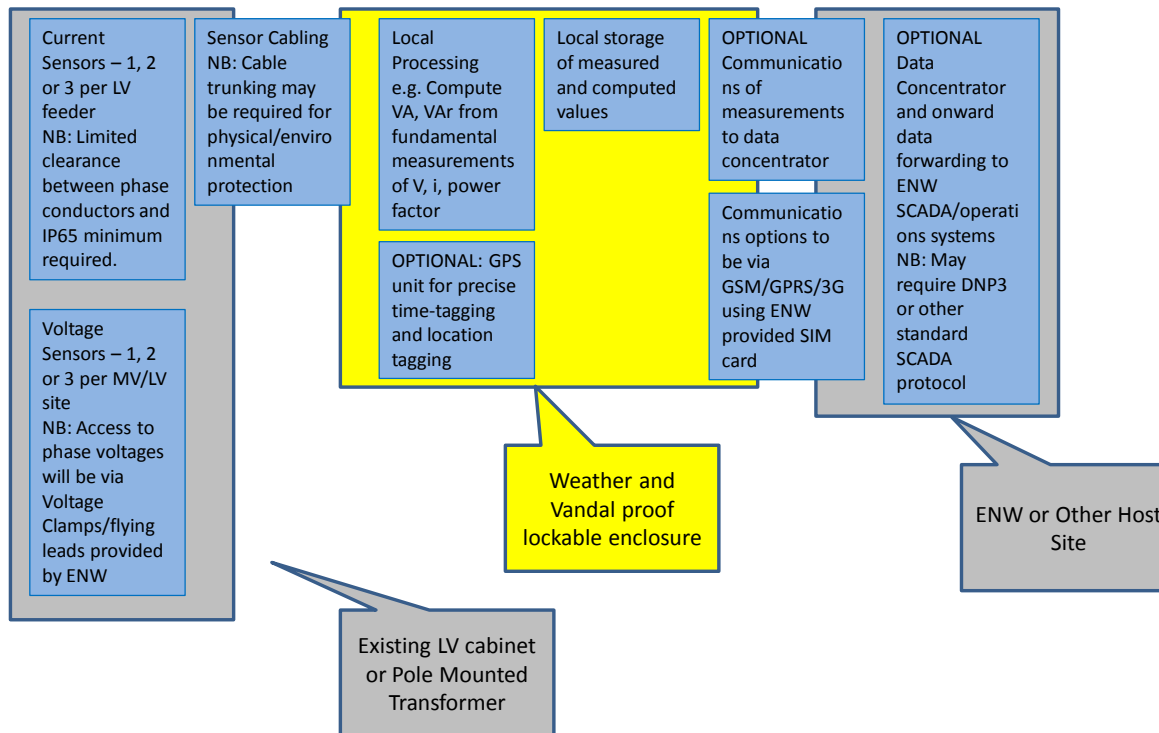 Current
Sensors – 1, 2
or 3 per LV
feeder
NB: Limited
clearance
between phase
conductors and
IP65 minimum
required.
Voltage
Sensors – 1, 2
or 3 per MV/LV
site
NB: Access to
phase voltages
will be via
Voltage
Clamps/flying
leads provided
by ENW
Sensor Cabling
NB: Cable
trunking may
be required for
physical/enviro
nmental
protection
Local
Processing
e.g. Compute
VA, VAr from
fundamental
measurements
of V, i, power
factor
OPTIONAL: GPS
unit for precise
time-tagging
and location
tagging
Local storage
of measured
and computed
values
OPTIONAL
Communicatio
ns of
measurements
to data
concentrator
Communicatio
ns options to
be via
GSM/GPRS/3G
using ENW
provided SIM
card
OPTIONAL
Data
Concentrator
and onward
data
forwarding to
ENW
SCADA/operati
ons systems
NB: May
require DNP3
or other
standard
SCADA
protocol
Weather and
Vandal proof
lockable enclosure
ENW or Other Host
Site
Existing LV cabinet
or Pole Mounted
Transformer